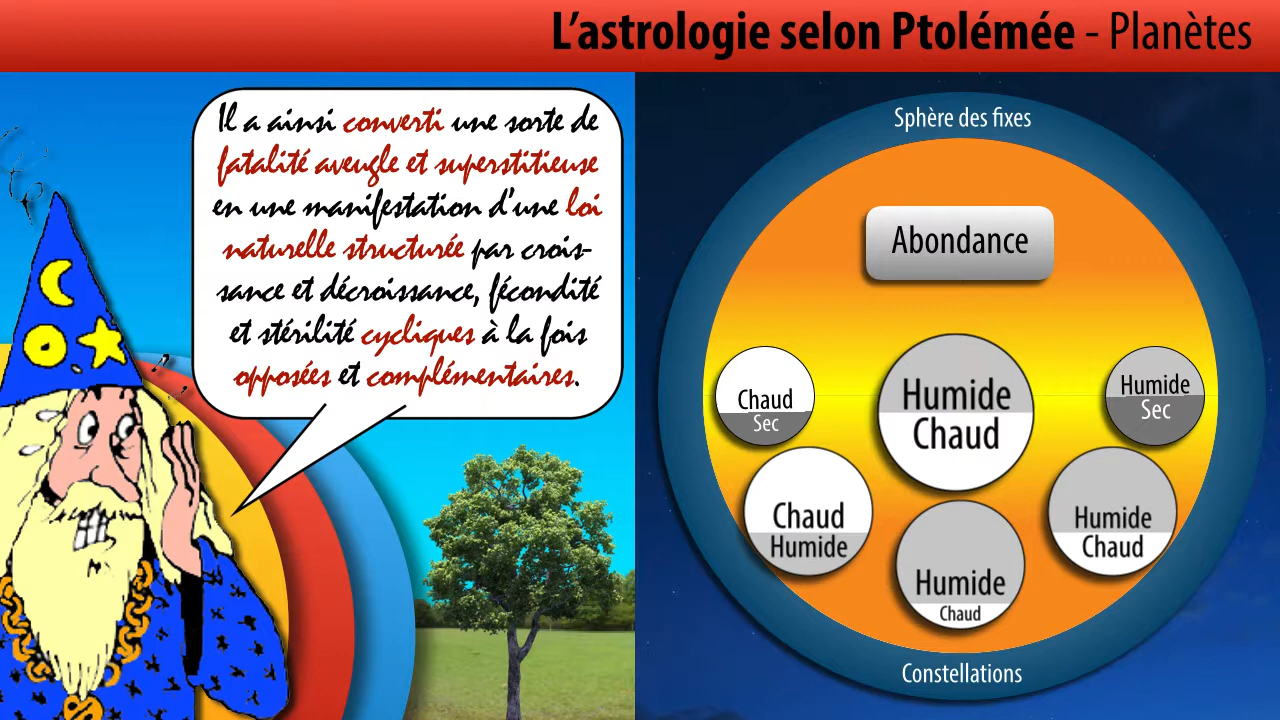 L'astrologie selon Ptolémée - Planètes
Il a ainsi converti une sorte de
fatalité aveugle et superstitieuse
en une manifestation d'une loi
naturelle structurée par crois-
sance et décroissance, fécondité
et stérilité cycliques à la fois
opposées et complémentaires.
Sphère des fixes
Abondance
Chaud
Sec
Humide
Chaud
Humide
Sec
Chaud
Humide
Humide
Chaud
Humide
Chaud
Constellations